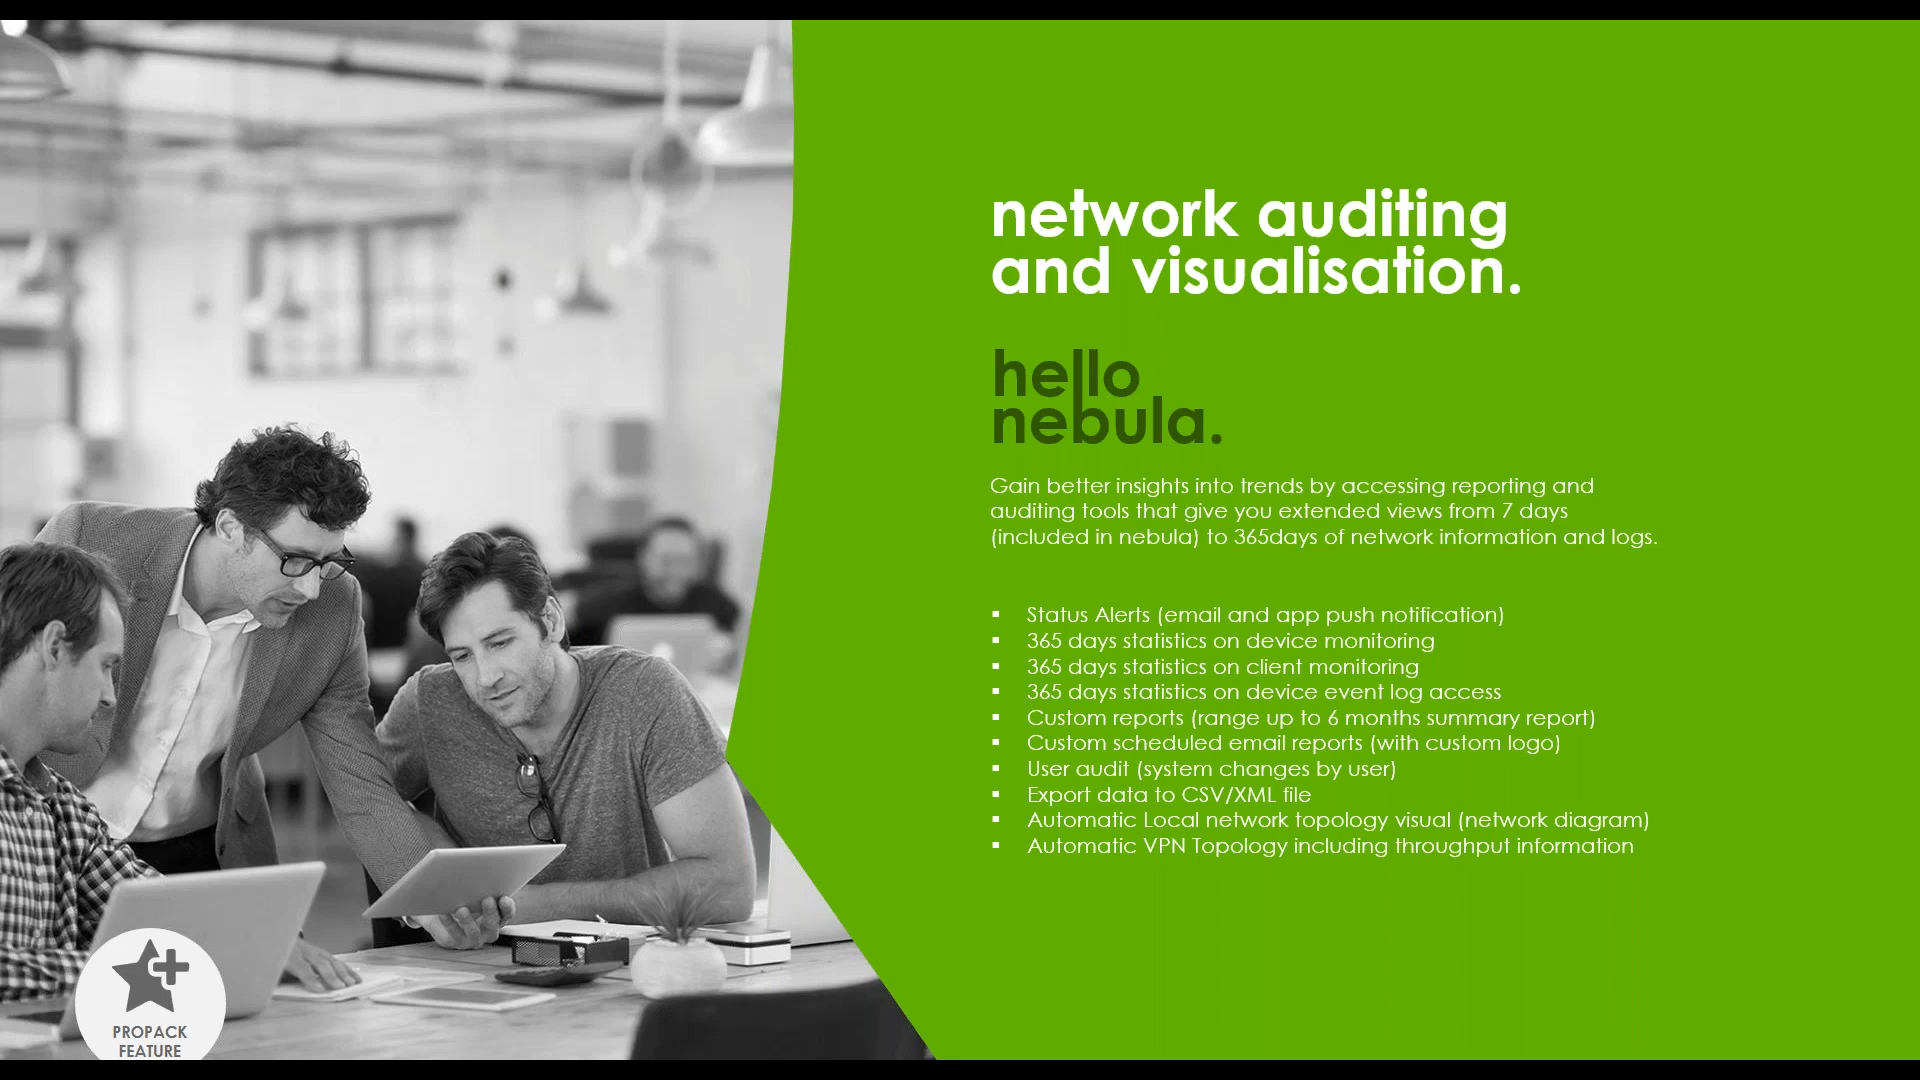 network auditing
and visualisation.
hello
nebula.
Gain better insights into trends by accessing reporting and
auditing tools that give you extended views from 7 days
(included in nebula) to 365days of network information and logs.
▪ Status Alerts (email and app push notification)
▪ 365 days statistics on device monitoring
▪ 365 days statistics on client monitoring
▪ 365 days statistics on device event log access
▪ Custom reports (range up to 6 months summary report)
▪ Custom scheduled email reports (with custom logo)
▪ User audit (system changes by user)
▪ Export data to CSV/XML file
▪ Automatic Local network topology visual (network diagram)
▪ Automatic VPN Topology including throughput information
PROPACK
FEATURE